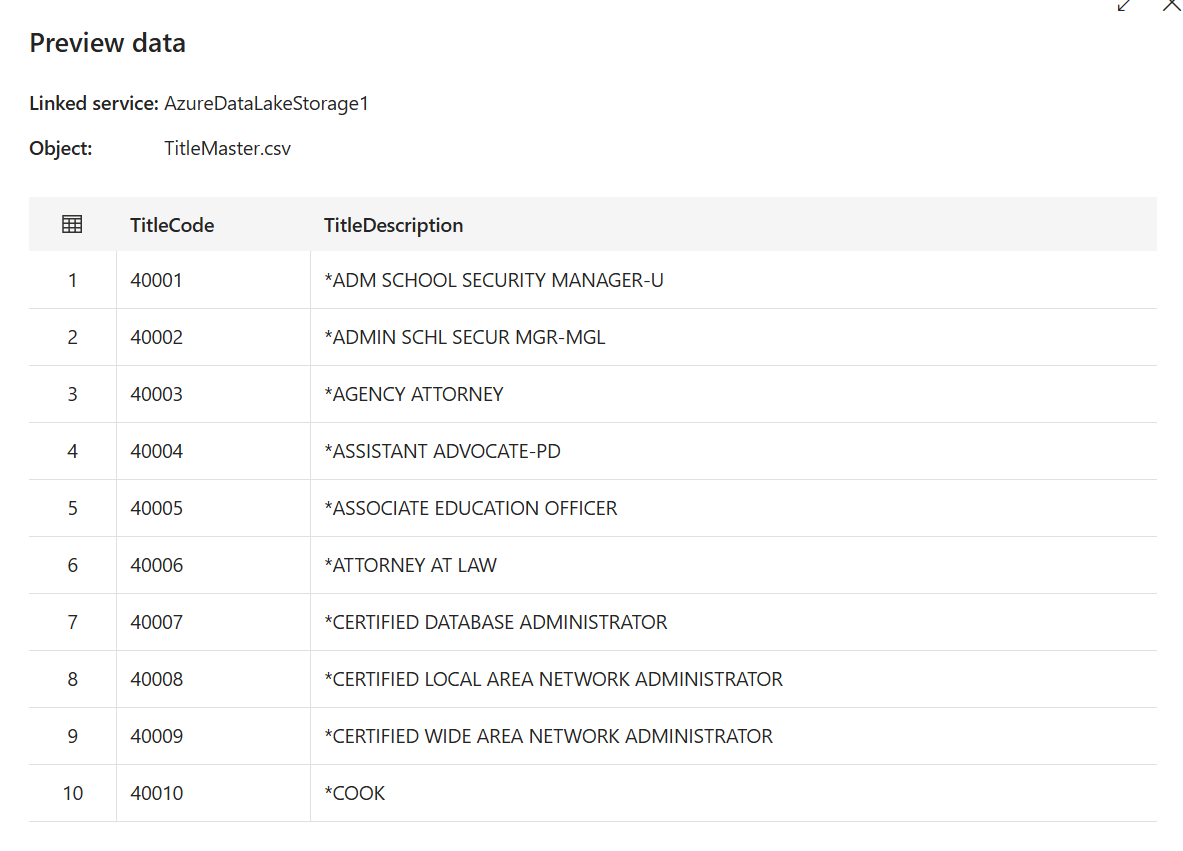 Preview data
Linked service: AzureDataLakeStorage1
Object: TitleMaster.csv
TitleCode TitleDescription
1 40001 *ADM SCHOOL SECURITY MANAGER-U
2 40002 *ADMIN SCHL SECUR MGR-MGL
3 40003 *AGENCY ATTORNEY
4 40004 *ASSISTANT ADVOCATE-PD
5 40005 *ASSOCIATE EDUCATION OFFICER
6 40006 *ATTORNEY AT LAW
7 40007 *CERTIFIED DATABASE ADMINISTRATOR
8 40008 *CERTIFIED LOCAL AREA NETWORK ADMINISTRATOR
9 40009 *CERTIFIED WIDE AREA NETWORK ADMINISTRATOR
10 40010 *COOK